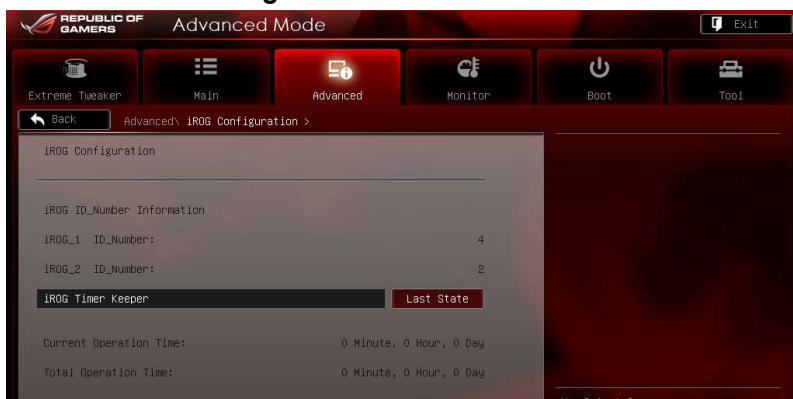 REPUBLIC OF
GAMERS
Advanced Mode
Exit
Extreme Tweaker
Main
Advanced
Monitor
Boot
Tool
Back
Advanced\ iROG Configuration >
iROG Configuration
iROG ID_Number Information
iROG_1 ID_Number: 4
iROG_2 ID_Number: 2
iROG Timer Keeper Last State
Current Operation Time: 0 Minute, 0 Hour, 0 Day
Total Operation Time: 0 Minute, 0 Hour, 0 Day